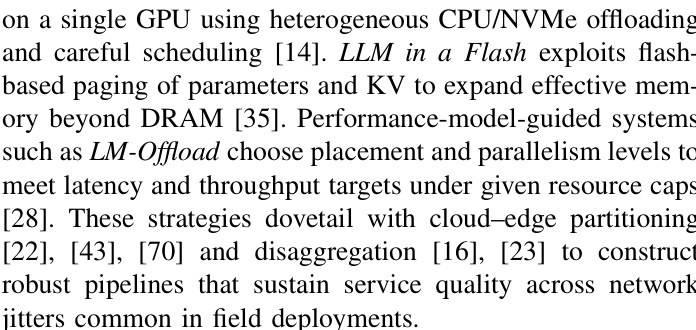 on a single GPU using heterogeneous CPU/NVMe offloading
and careful scheduling [14]. LLM in a Flash exploits flash-
based paging of parameters and KV to expand effective mem-
ory beyond DRAM [35]. Performance-model-guided systems
such as LM-Offload choose placement and parallelism levels to
meet latency and throughput targets under given resource caps
[28]. These strategies dovetail with cloud–edge partitioning
[22], [43], [70] and disaggregation [16], [23] to construct
robust pipelines that sustain service quality across network
jitters common in field deployments.